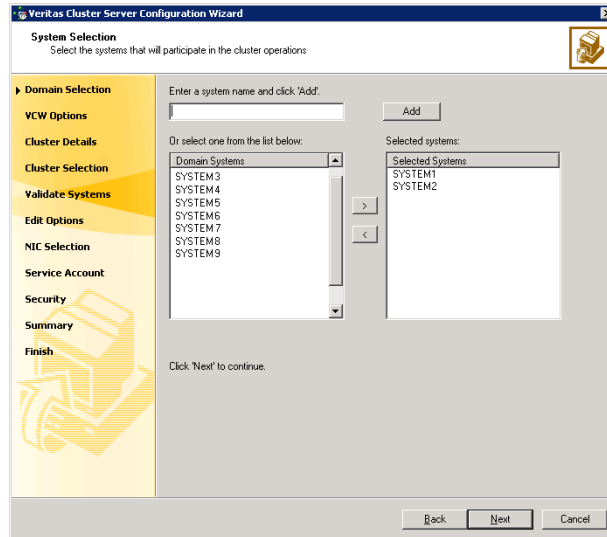 Veritas Cluster Server Configuration Wizard
System Selection
Select the systems that will participate in the cluster operations
Domain Selection
VCW Options
Cluster Details
Cluster Selection
Validate Systems
Edit Options
NIC Selection
Service Account
Security
Summary
Finish
Enter a system name and click 'Add'.
Add
Or select one from the list below:
Domain Systems
SYSTEM3
SYSTEM4
SYSTEM5
SYSTEM6
SYSTEM7
SYSTEM8
SYSTEM9
>
<
Selected systems:
Selected Systems
SYSTEM1
SYSTEM2
Click 'Next' to continue.
Back
Next
Cancel